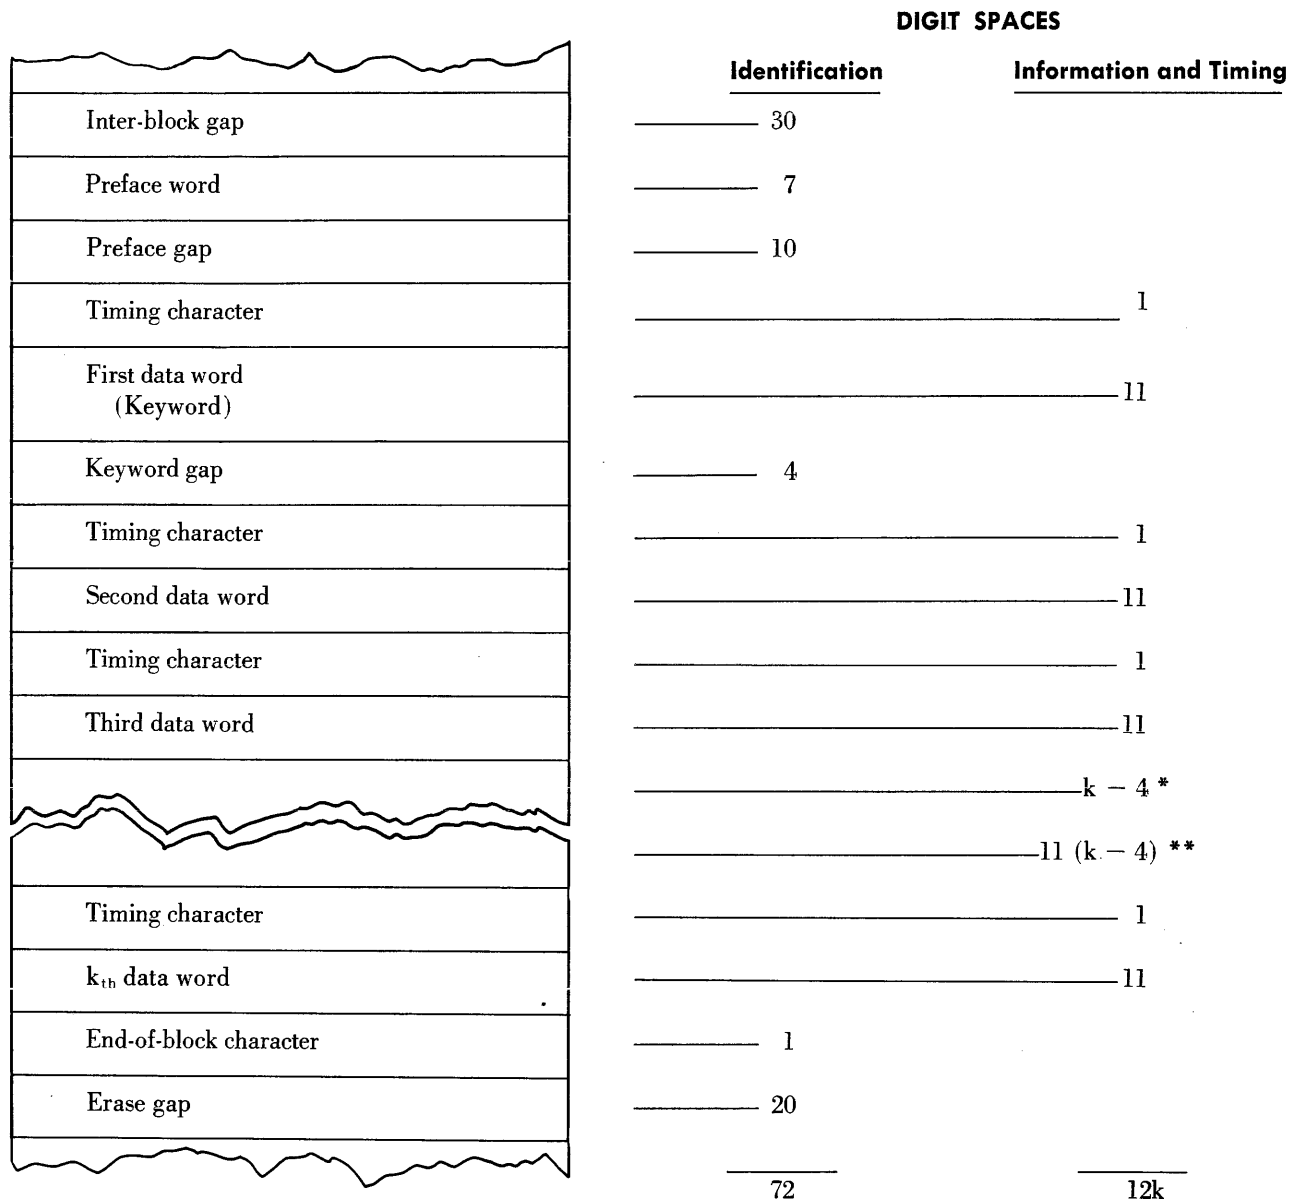 DIGIT SPACES
Identification Information and Timing
Inter-block gap 30
Preface word 7
Preface gap 10
Timing character 1
First data word 11
(Keyword)
Keyword gap 4
Timing character 1
Second data word 11
Timing character 1
Third data word 11
k – 4 *
11 (k – 4) **
Timing character 1
kth data word 11
End-of-block character 1
Erase gap 20
72 12k